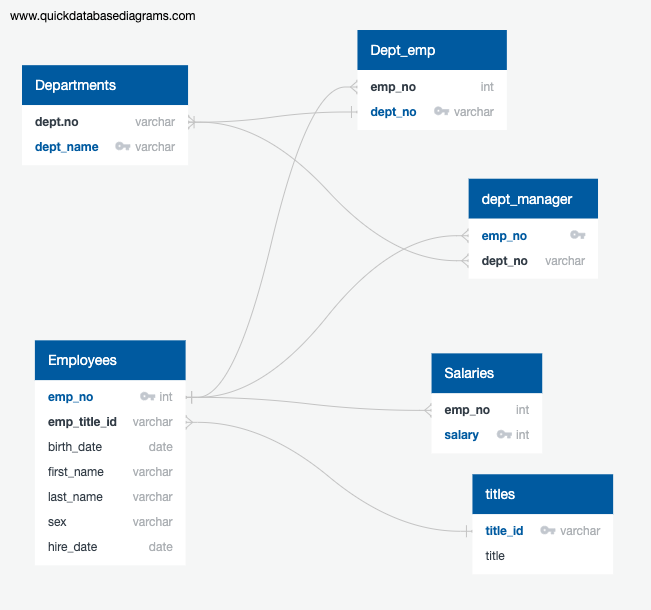 www.quickdatabasediagrams.com
Dept_emp
emp_no int
dept_no varchar
Departments
dept.no varchar
dept_name varchar
dept_manager
emp_no
dept_no varchar
Employees
emp_no int
emp_title_id varchar
birth_date date
first_name varchar
last_name varchar
sex varchar
hire_date date
Salaries
emp_no int
salary int
titles
title_id varchar
title